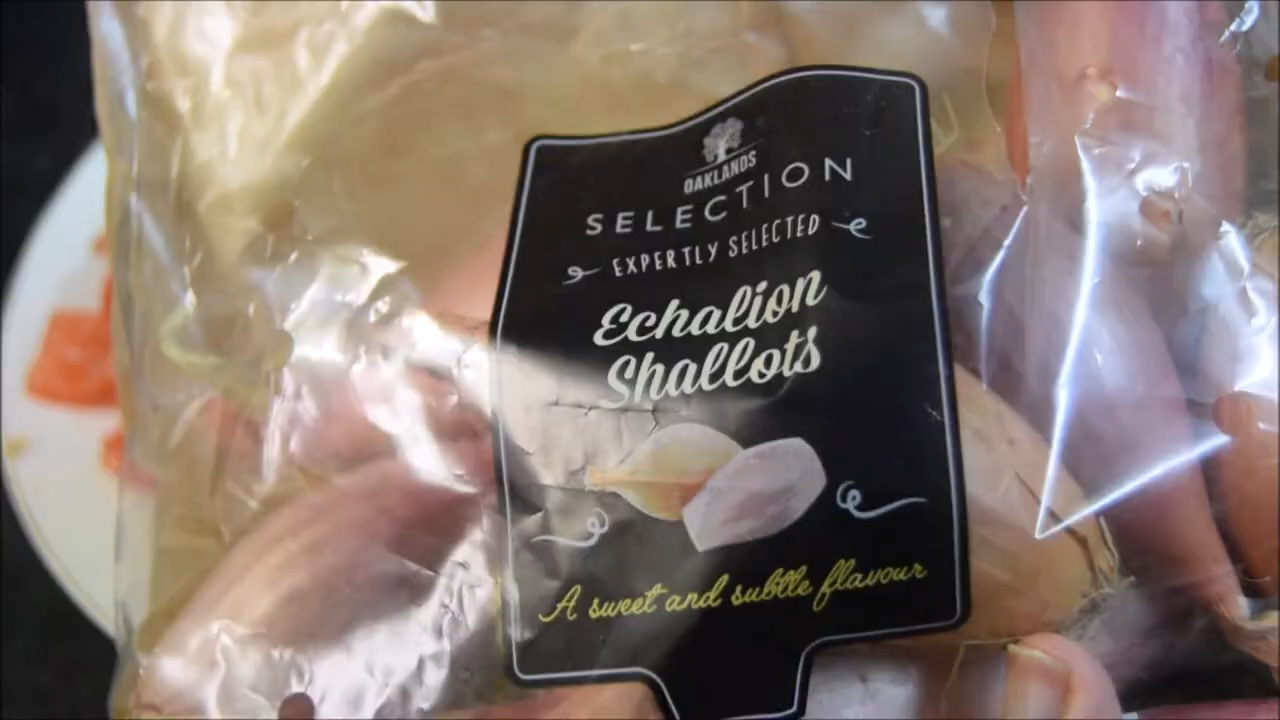 OAKLANDS
SELECTION
EXPERTLY SELECTED
Echalion
Shallots
A sweet and subtle flavour